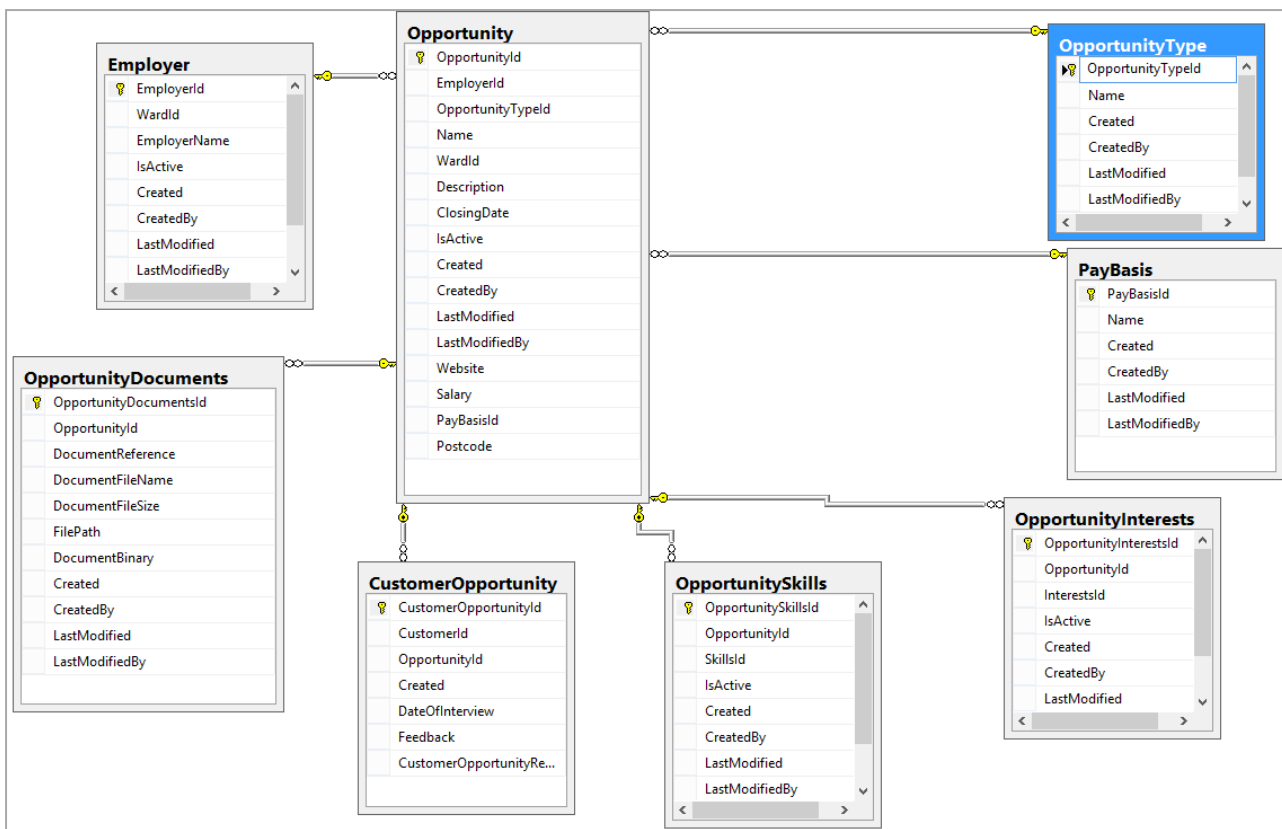 Employer
EmployerId
WardId
EmployerName
IsActive
Created
CreatedBy
LastModified
LastModifiedBy
Opportunity
OpportunityId
EmployerId
OpportunityTypeId
Name
WardId
Description
ClosingDate
IsActive
Created
CreatedBy
LastModified
LastModifiedBy
Website
Salary
PayBasisId
Postcode
OpportunityType
OpportunityTypeId
Name
Created
CreatedBy
LastModified
LastModifiedBy
PayBasis
PayBasisId
Name
Created
CreatedBy
LastModified
LastModifiedBy
OpportunityDocuments
OpportunityDocumentsId
OpportunityId
DocumentReference
DocumentFileName
DocumentFileSize
FilePath
DocumentBinary
Created
CreatedBy
LastModified
LastModifiedBy
CustomerOpportunity
CustomerOpportunityId
CustomerId
OpportunityId
Created
DateOfInterview
Feedback
CustomerOpportunityRe...
OpportunitySkills
OpportunitySkillsId
OpportunityId
SkillsId
IsActive
Created
CreatedBy
LastModified
LastModifiedBy
OpportunityInterests
OpportunityInterestsId
OpportunityId
InterestsId
IsActive
Created
CreatedBy
LastModified